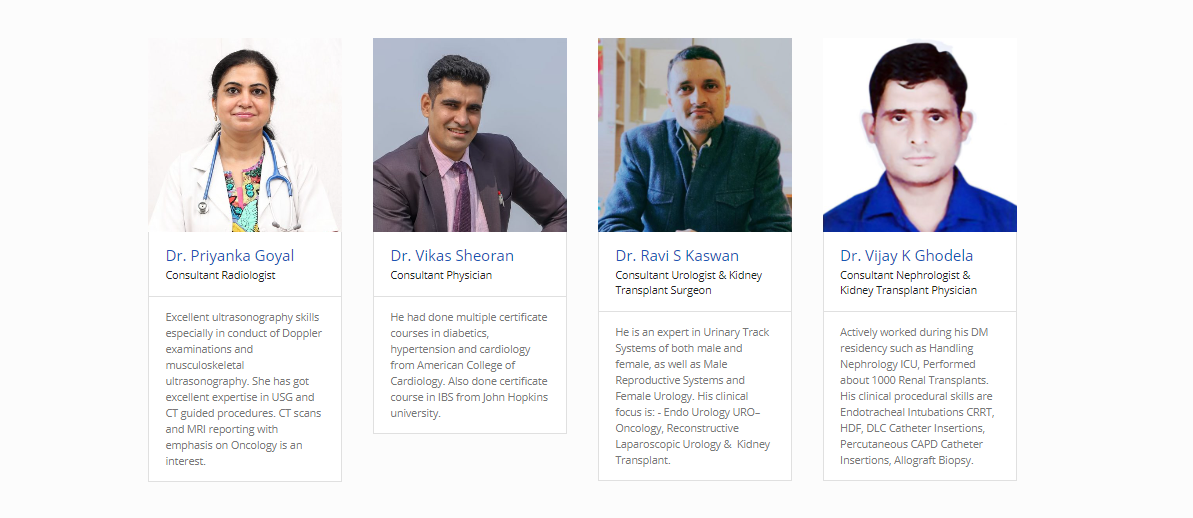 Dr. Priyanka Goyal
Consultant Radiologist
Excellent ultrasonography skills
especially in conduct of Doppler
examinations and
musculoskeletal
ultrasonography. She has got
excellent expertise in USG and
CT guided procedures. CT scans
and MRI reporting with
emphasis on Oncology is an
interest.
Dr. Vikas Sheoran
Consultant Physician
He had done multiple certificate
courses in diabetics,
hypertension and cardiology
from American College of
Cardiology. Also done certificate
course in IBS from John Hopkins
university.
Dr. Ravi S Kaswan
Consultant Urologist & Kidney
Transplant Surgeon
He is an expert in Urinary Track
Systems of both male and
female, as well as Male
Reproductive Systems and
Female Urology. His clinical
focus is: - Endo Urology URO–
Oncology, Reconstructive
Laparoscopic Urology & Kidney
Transplant.
Dr. Vijay K Ghodela
Consultant Nephrologist &
Kidney Transplant Physician
Actively worked during his DM
residency such as Handling
Nephrology ICU, Performed
about 1000 Renal Transplants.
His clinical procedural skills are
Endotracheal Intubations CRRT,
HDF, DLC Catheter Insertions,
Percutaneous CAPD Catheter
Insertions, Allograft Biopsy.